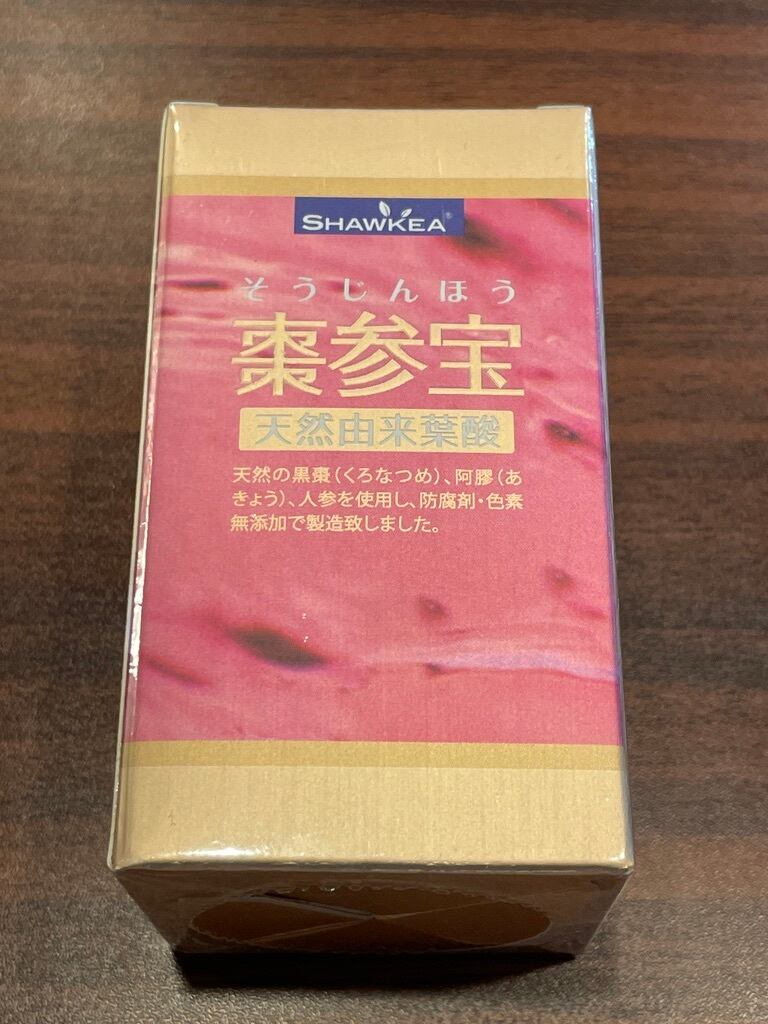 SHAWKEA®
そうじんほう
棗参宝
天然由来葉酸
天然の黒棗(くろなつめ)、阿膠(あ
きょう)、人参を使用し、防腐剤・色素
無添加で製造致しました。